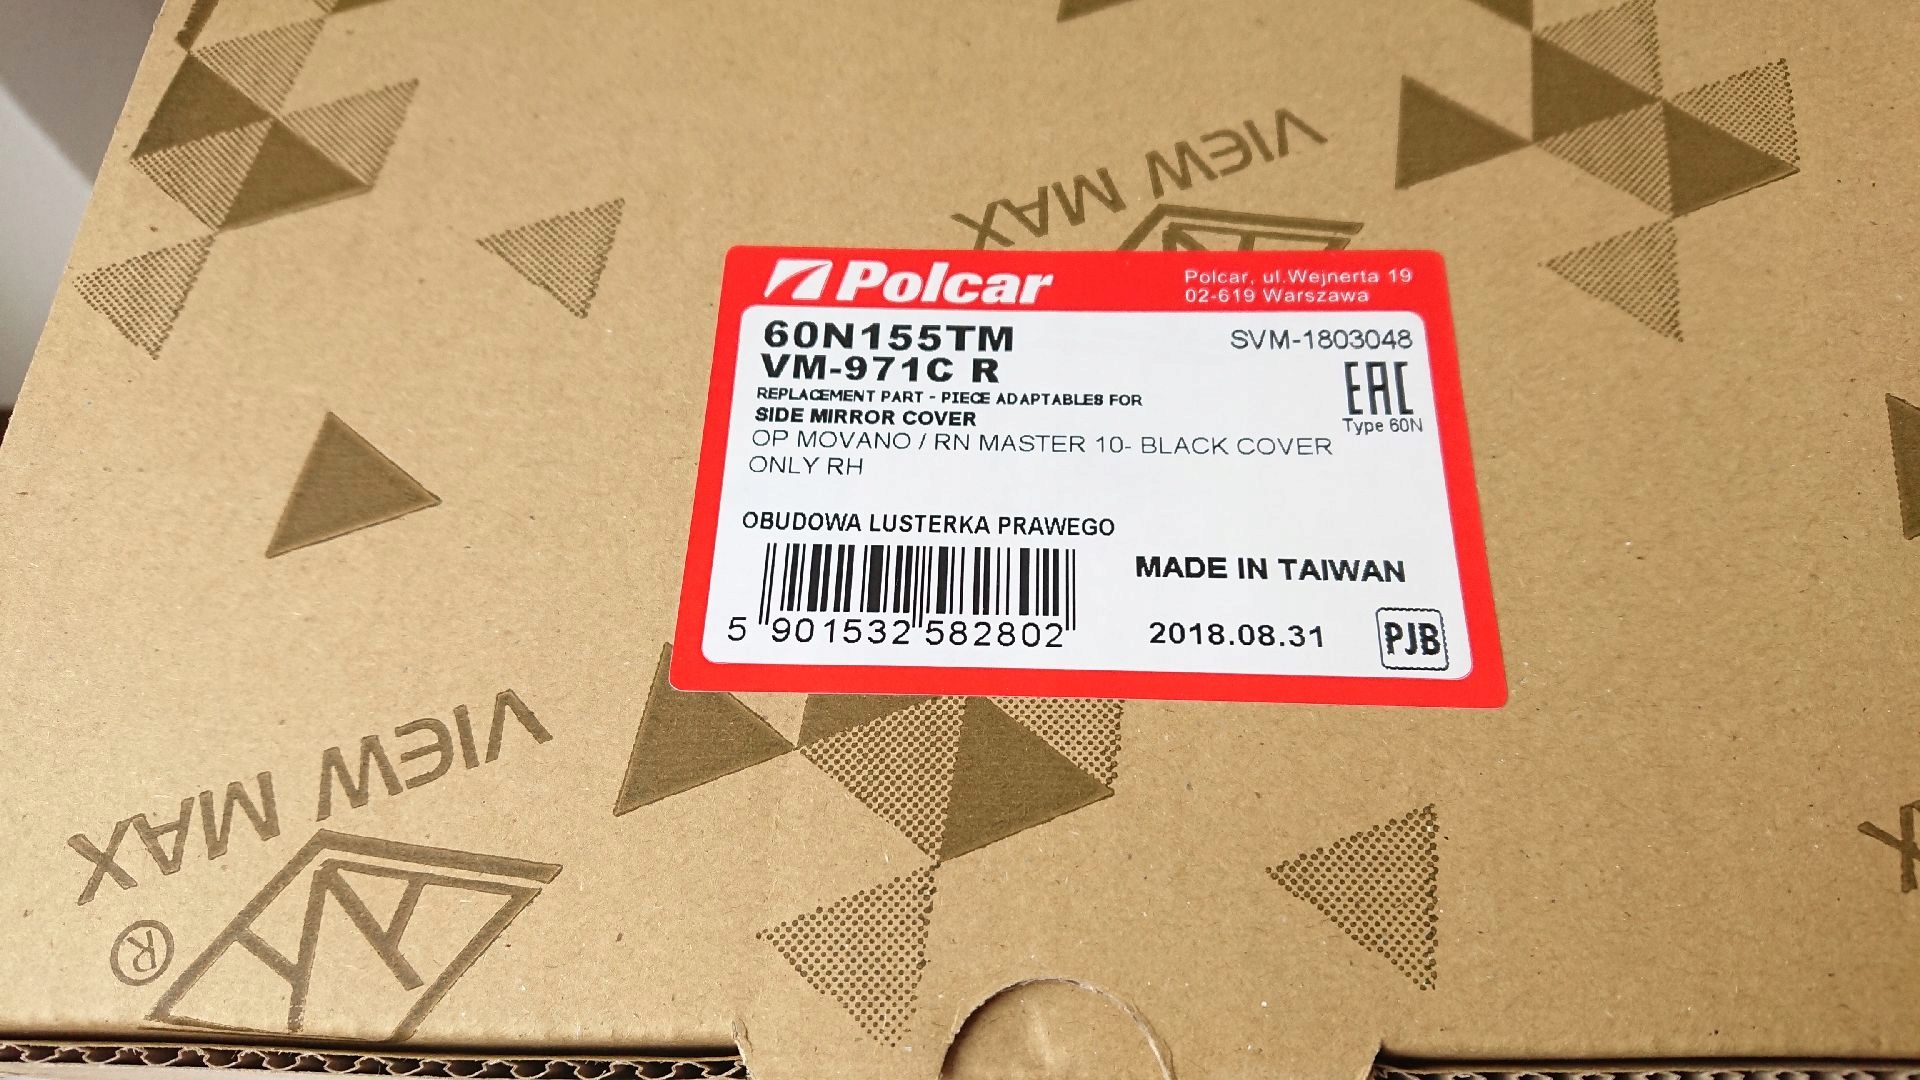 VIEW MAX
Polcar
Polcar, ul.Wejnerta 19
02-619 Warszawa
60N155TM
SVM-1803048
VM-971C R
EAC
Type 60N
REPLACEMENT PART - PIECE ADAPTABLES FOR
SIDE MIRROR COVER
OP MOVANO / RN MASTER 10- BLACK COVER
ONLY RH
OBUDOWA LUSTERKA PRAWEGO
MADE IN TAIWAN
5 901532 582802
2018.08.31
PJB
VIEW MAX
®